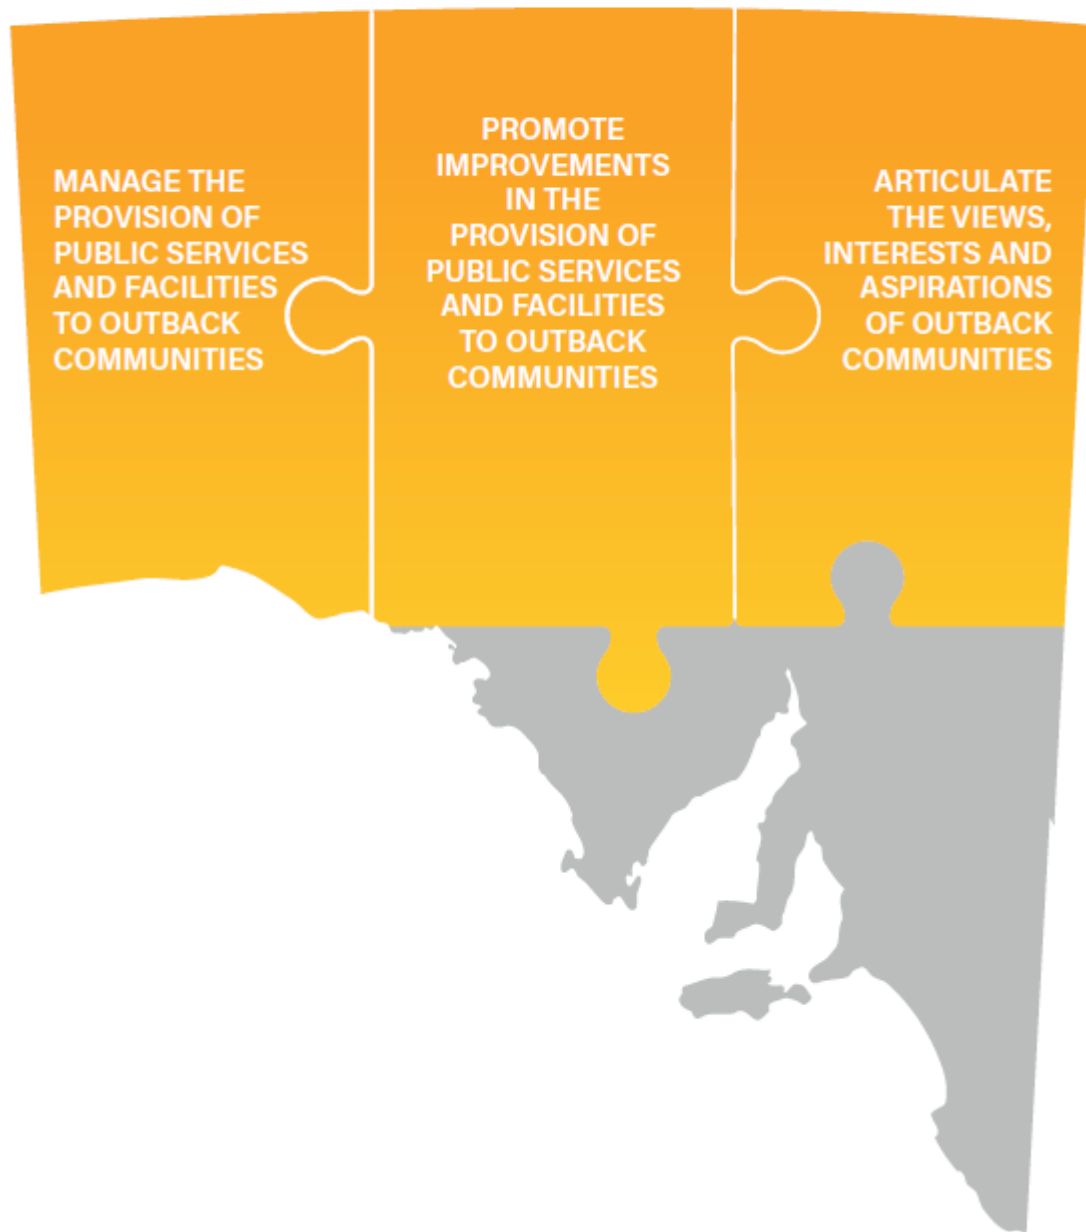 MANAGE THE
PROVISION OF
PUBLIC SERVICES
AND FACILITIES
TO OUTBACK
COMMUNITIES
PROMOTE
IMPROVEMENTS
IN THE
PROVISION OF
PUBLIC SERVICES
AND FACILITIES
TO OUTBACK
COMMUNITIES
ARTICULATE
THE VIEWS,
INTERESTS AND
ASPIRATIONS
OF OUTBACK
COMMUNITIES